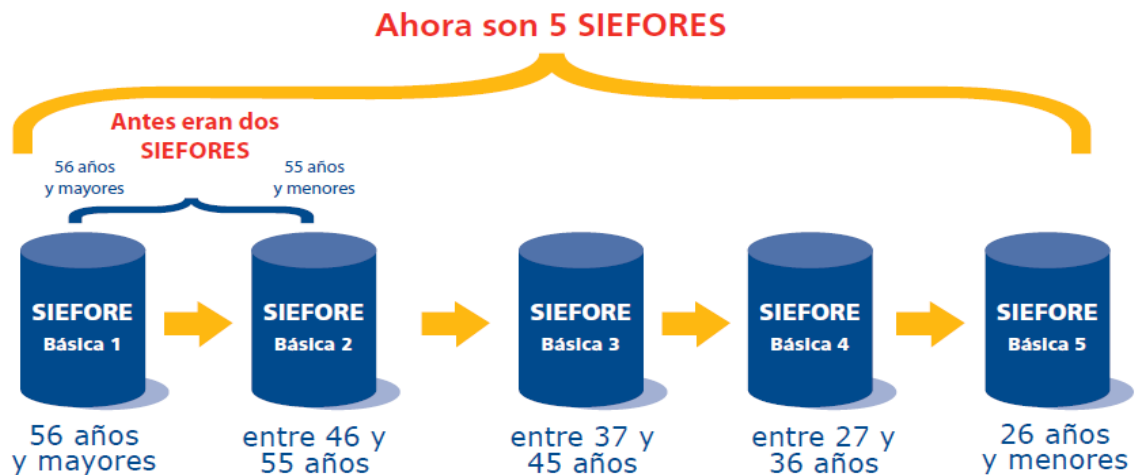 Ahora son 5 SIEFORES
Antes eran dos
SIEFORES
56 años
y mayores
55 años
y menores
SIEFORE
Básica 1
SIEFORE
Básica 2
SIEFORE
Básica 3
SIEFORE
Básica 4
SIEFORE
Básica 5
56 años
y mayores
entre 46 y
55 años
entre 37 y
45 años
entre 27 y
36 años
26 años
y menores